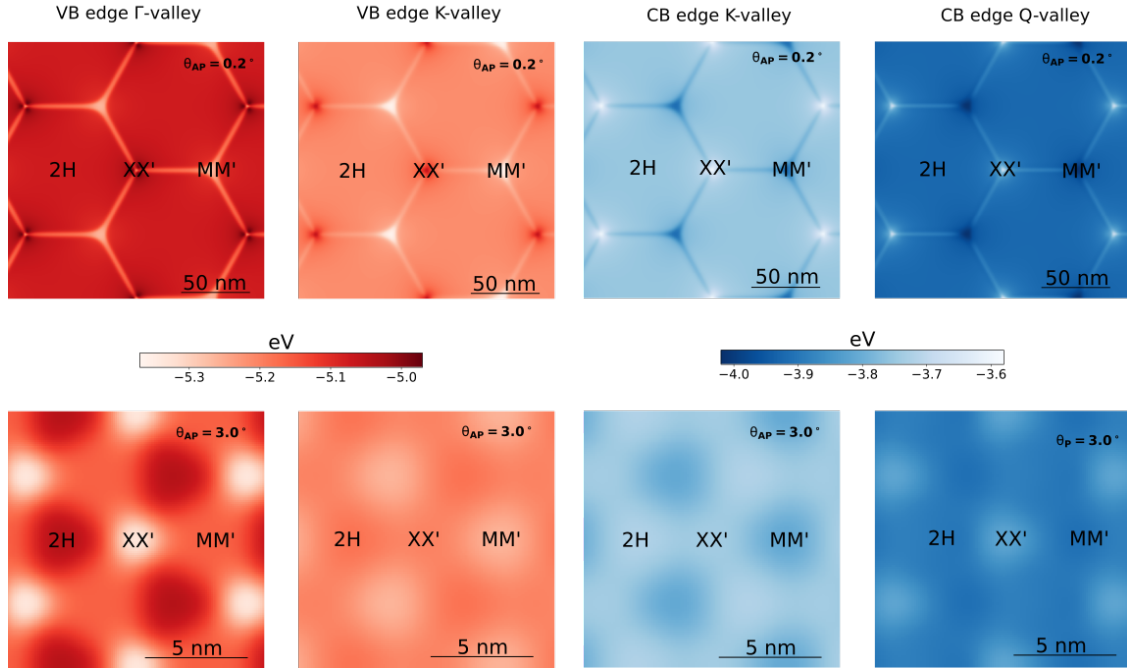 VB edge Γ-valley
VB edge K-valley
CB edge K-valley
CB edge Q-valley
θAP = 0.2°
θAP = 0.2°
θAP = 0.2°
θAP = 0.2°
2H XX' MM'
2H XX' MM'
2H XX' MM'
2H XX' MM'
50 nm
50 nm
50 nm
50 nm
eV
−5.3 −5.2 −5.1 −5.0
eV
−4.0 −3.9 −3.8 −3.7 −3.6
θAP = 3.0°
θAP = 3.0°
θAP = 3.0°
θP = 3.0°
2H XX' MM'
2H XX' MM'
2H XX' MM'
2H XX' MM'
5 nm
5 nm
5 nm
5 nm